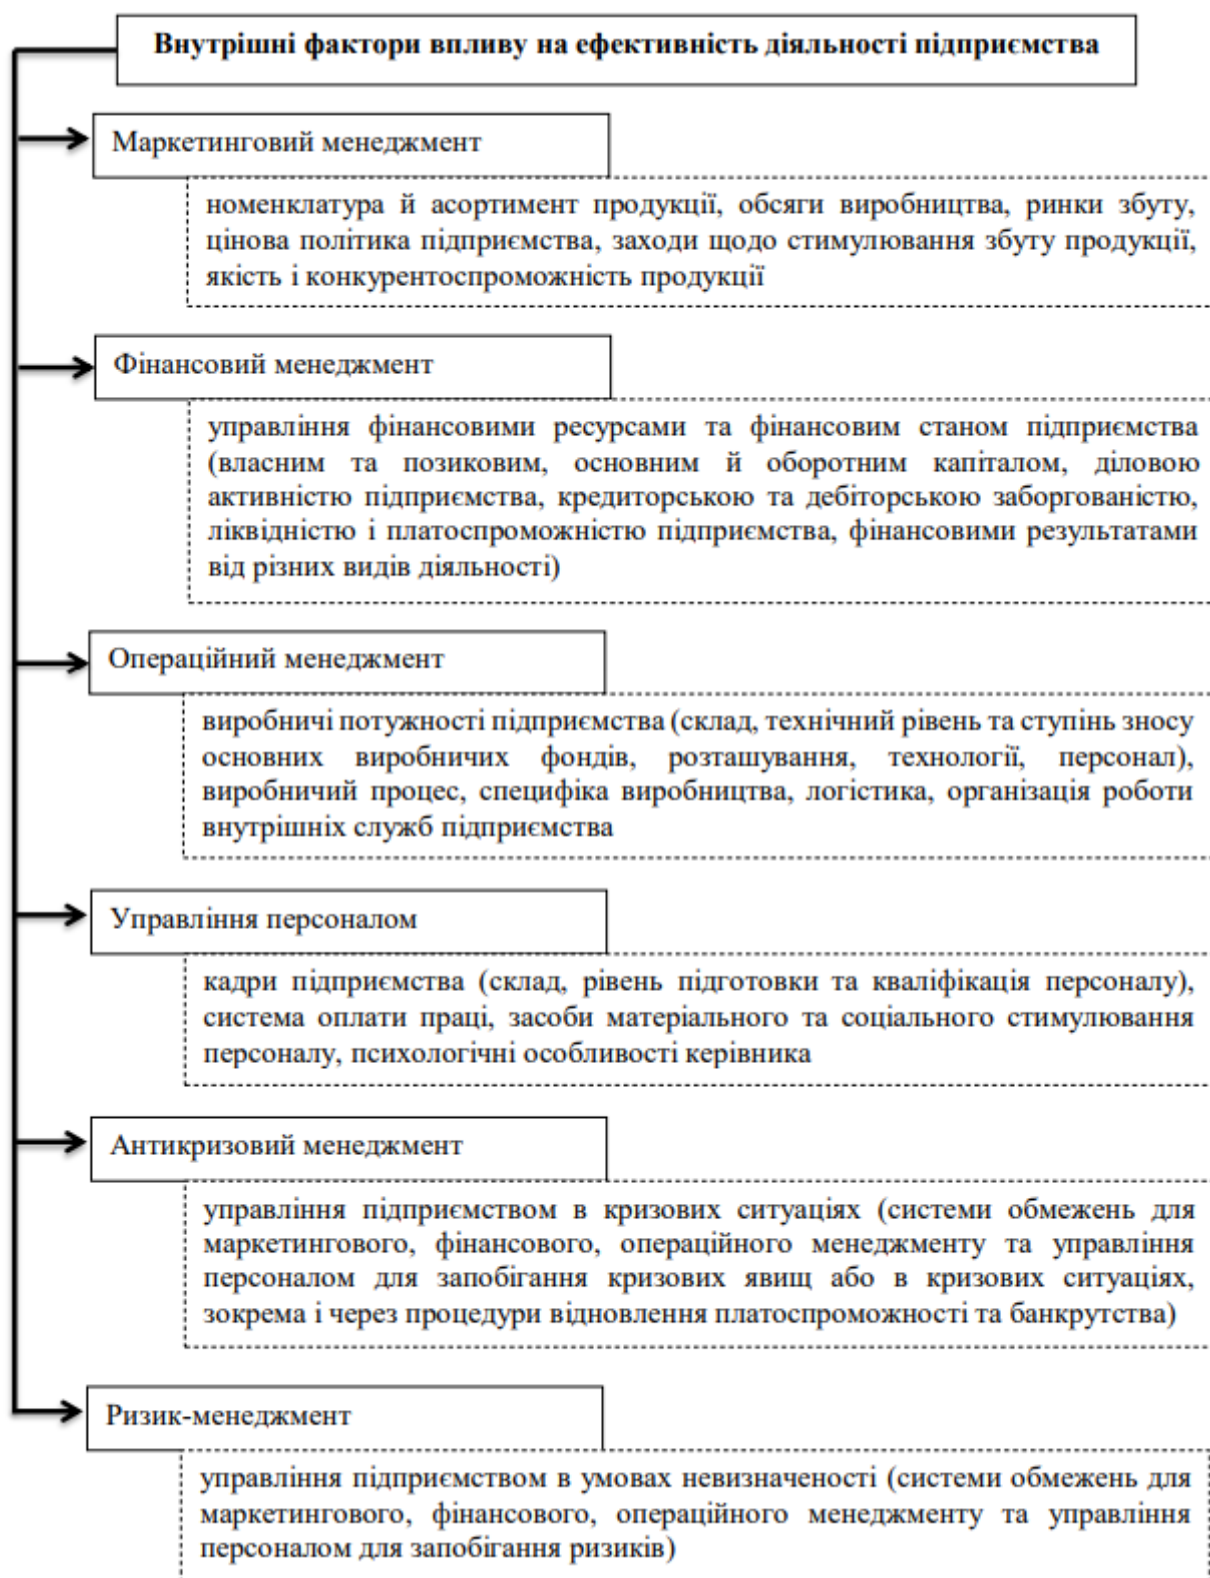 Внутрішні фактори впливу на ефективність діяльності підприємства
Маркетинговий менеджмент
номенклатура й асортимент продукції, обсяги виробництва, ринки збуту,
цінова політика підприємства, заходи щодо стимулювання збуту продукції,
якість і конкурентоспроможність продукції
Фінансовий менеджмент
управління фінансовими ресурсами та фінансовим станом підприємства
(власним та позиковим, основним й оборотним капіталом, діловою
активністю підприємства, кредиторською та дебіторською заборгованістю,
ліквідністю і платоспроможністю підприємства, фінансовими результатами
від різних видів діяльності)
Операційний менеджмент
виробничі потужності підприємства (склад, технічний рівень та ступінь зносу
основних виробничих фондів, розташування, технології, персонал),
виробничий процес, специфіка виробництва, логістика, організація роботи
внутрішніх служб підприємства
Управління персоналом
кадри підприємства (склад, рівень підготовки та кваліфікація персоналу),
система оплати праці, засоби матеріального та соціального стимулювання
персоналу, психологічні особливості керівника
Антикризовий менеджмент
управління підприємством в кризових ситуаціях (системи обмежень для
маркетингового, фінансового, операційного менеджменту та управління
персоналом для запобігання кризових явищ або в кризових ситуаціях,
зокрема і через процедури відновлення платоспроможності та банкрутства)
Ризик-менеджмент
управління підприємством в умовах невизначеності (системи обмежень для
маркетингового, фінансового, операційного менеджменту та управління
персоналом для запобігання ризиків)